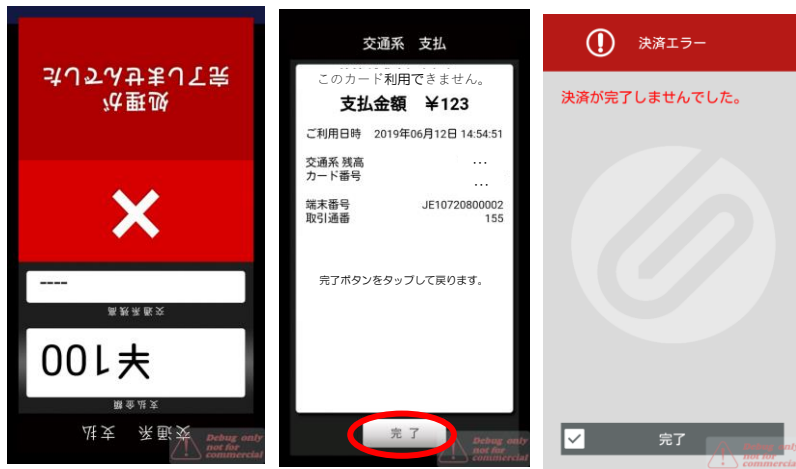 交通系 支払
支払金額
¥100
交通系残高
----
処理が
完了しませんでした
Debug only
not for
commercial
交通系 支払
このカード利用できません。
支払金額 ¥123
ご利用日時 2019年06月12日 14:54:51
交通系 残高 ...
カード番号 ...
端末番号 JE10720800002
取引通番 155
完了ボタンをタップして戻ります。
完了
Debug only
not for
commercial
決済エラー
決済が完了しませんでした。
完了
Debug only
not for
commercial